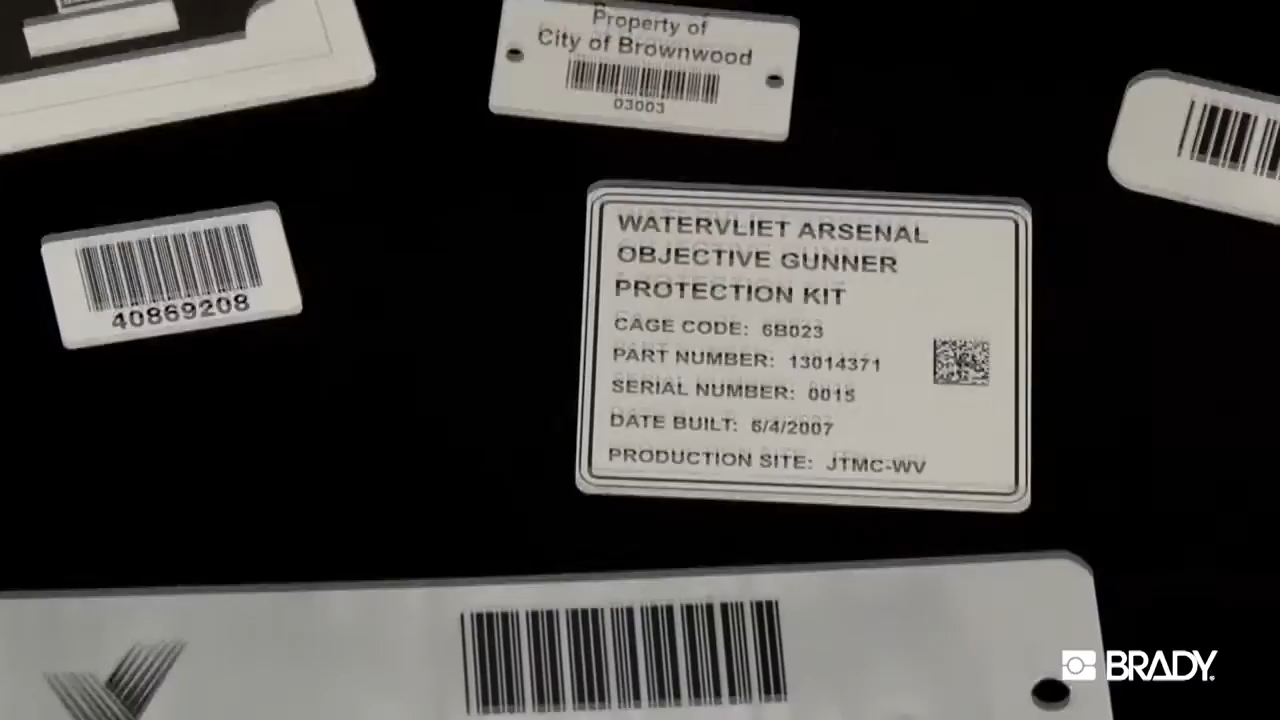 Property of
City of Brownwood
03003
40869208
WATERVLIET ARSENAL
OBJECTIVE GUNNER
PROTECTION KIT
CAGE CODE: 6B023
PART NUMBER: 13014371
SERIAL NUMBER: 0015
DATE BUILT: 6/4/2007
PRODUCTION SITE: JTMC-WV
BRADY.